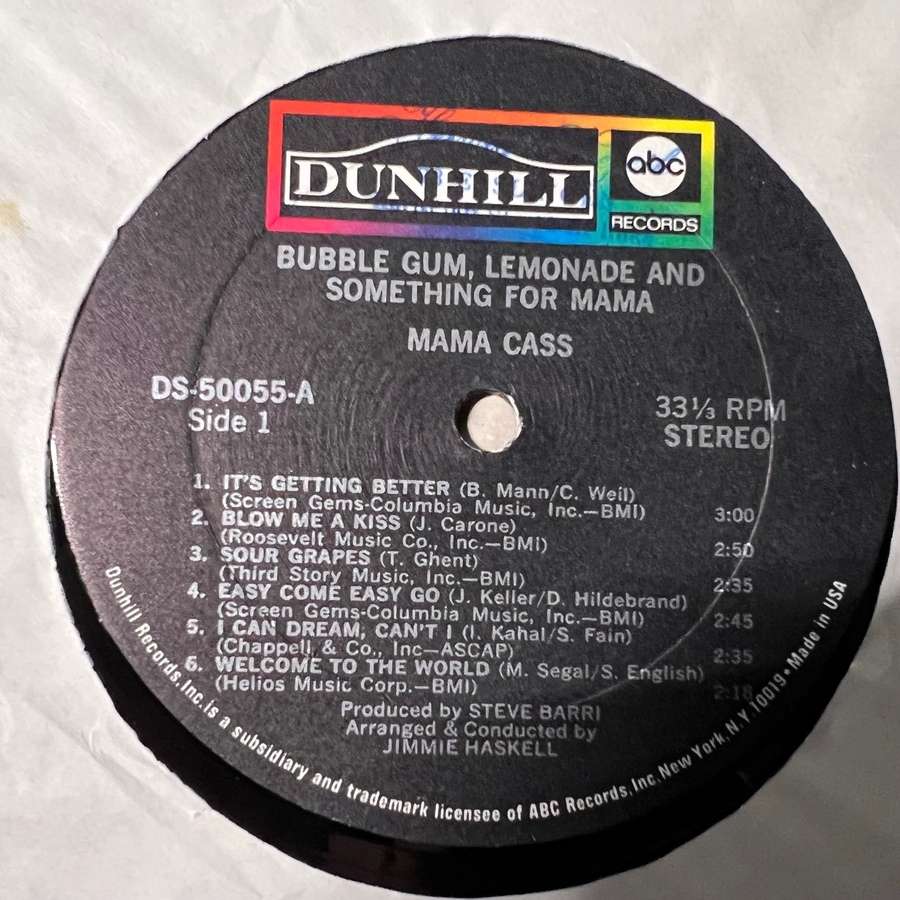 DUNHILL
abc
RECORDS
BUBBLE GUM, LEMONADE AND
SOMETHING FOR MAMA
MAMA CASS
DS-50055-A
Side 1
33⅓ RPM
STEREO
1. IT'S GETTING BETTER (B. Mann/C. Weil)
(Screen Gems-Columbia Music, Inc.—BMI) 3:00
2. BLOW ME A KISS (J. Carone)
(Roosevelt Music Co., Inc.—BMI) 2:50
3. SOUR GRAPES (T. Ghent)
(Third Story Music, Inc.—BMI) 2:35
4. EASY COME EASY GO (J. Keller/D. Hildebrand)
(Screen Gems-Columbia Music, Inc.—BMI) 2:45
5. I CAN DREAM, CAN'T I (I. Kahal/S. Fain)
(Chappell & Co., Inc—ASCAP) 2:35
6. WELCOME TO THE WORLD (M. Segal/S. English)
(Helios Music Corp.—BMI) 2:18
Produced by STEVE BARRI
Arranged & Conducted by
JIMMIE HASKELL
Dunhill Records, Inc. is a subsidiary and trademark licensee of ABC Records, Inc. New York, N.Y. 10019 • Made in USA